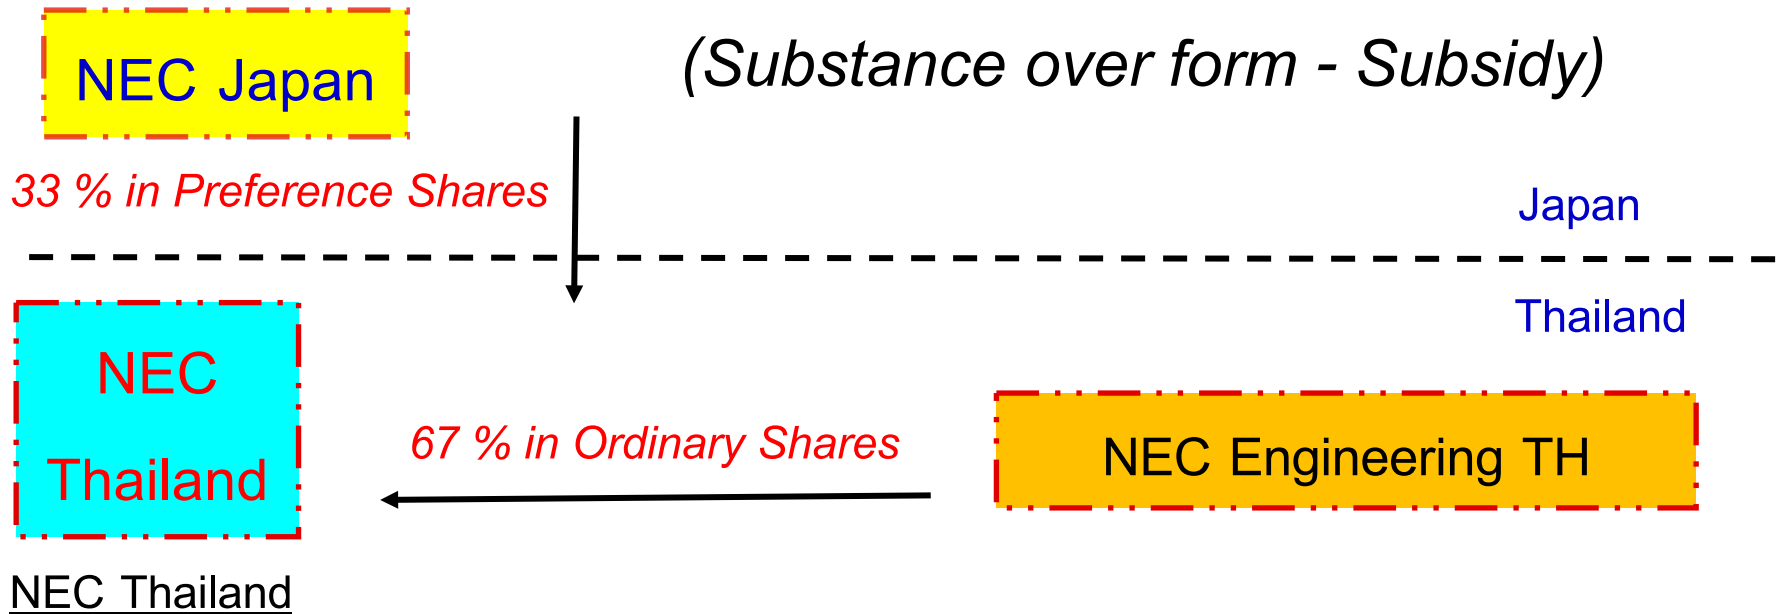 NEC Japan
(Substance over form - Subsidy)
33 % in Preference Shares
Japan
Thailand
NEC
Thailand
67 % in Ordinary Shares
NEC Engineering TH
NEC Thailand